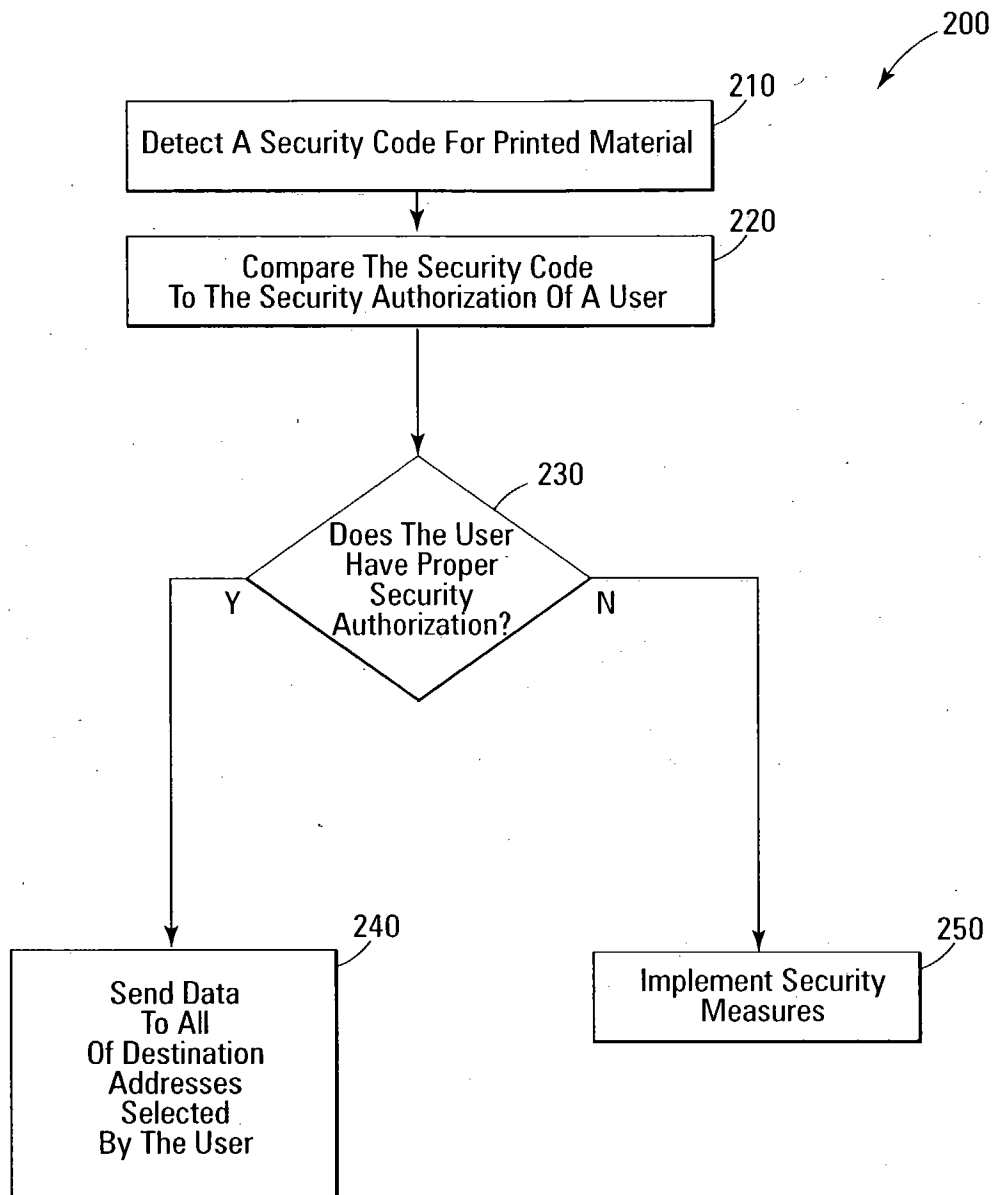 200
210
Detect A Security Code For Printed Material
220
Compare The Security Code
To The Security Authorization Of A User
230
Does The User
Have Proper
Security
Authorization?
Y
N
240
Send Data
To All
Of Destination
Addresses
Selected
By The User
250
Implement Security
Measures